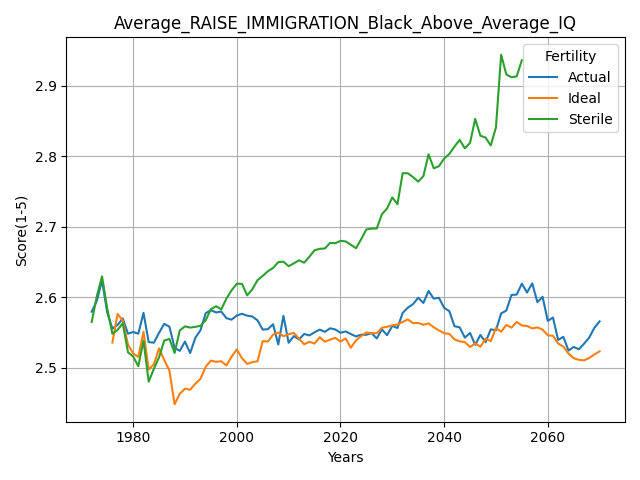 Average_RAISE_IMMIGRATION_Black_Above_Average_IQ
Fertility
Actual
Ideal
Sterile
Score(1-5)
2.9
2.8
2.7
2.6
2.5
1980
2000
2020
2040
2060
Years